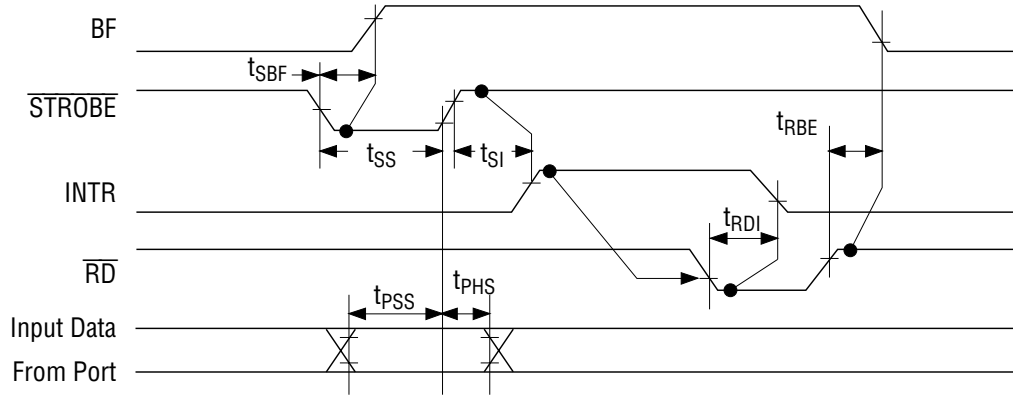 BF
tSBF
STROBE
tSS
tSI
tRBE
INTR
tRDI
RD
tPSS
tPHS
Input Data
From Port